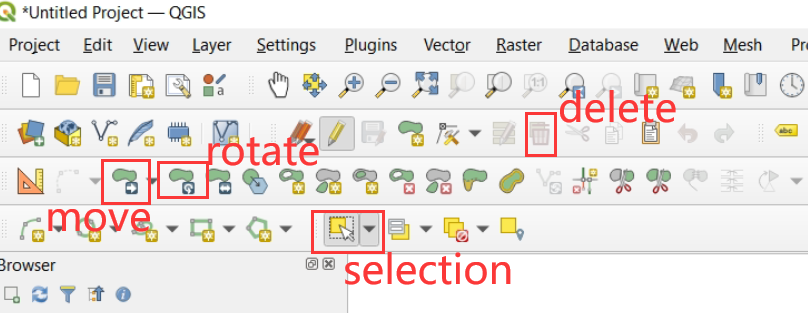 *Untitled Project — QGIS
Project Edit View Layer Settings Plugins Vector Raster Database Web Mesh Pr
delete
abc
rotate
move
selection
Browser